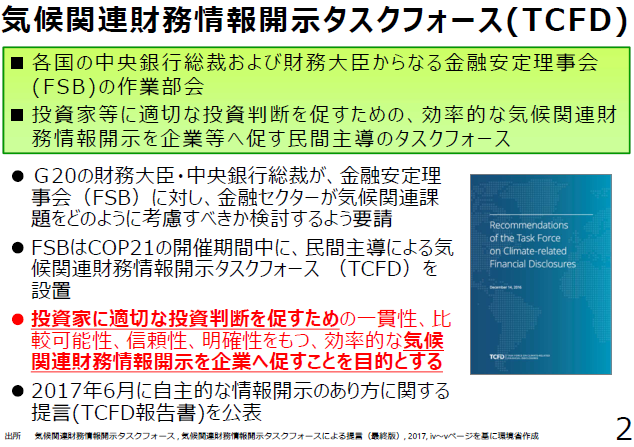 気候関連財務情報開示タスクフォース(TCFD)
■ 各国の中央銀行総裁および財務大臣からなる金融安定理事会
(FSB)の作業部会
■ 投資家等に適切な投資判断を促すための、効率的な気候関連財
務情報開示を企業等へ促す民間主導のタスクフォース
● G20の財務大臣・中央銀行総裁が、金融安定理
事会（FSB）に対し、金融セクターが気候関連課
題をどのように考慮すべきか検討するよう要請
● FSBはCOP21の開催期間中に、民間主導による気
候関連財務情報開示タスクフォース （TCFD）を
設置
● 投資家に適切な投資判断を促すための一貫性、比
較可能性、信頼性、明確性をもつ、効率的な気候
関連財務情報開示を企業へ促すことを目的とする
● 2017年6月に自主的な情報開示のあり方に関する
提言(TCFD報告書)を公表
Recommendations
of the Task Force
on Climate-related
Financial Disclosures
December 14, 2016
TCFD
出所 気候関連財務情報開示タスクフォース , 気候関連財務情報開示タスクフォースによる提言（最終版）, 2017, iv～vページを基に環境省作成
2